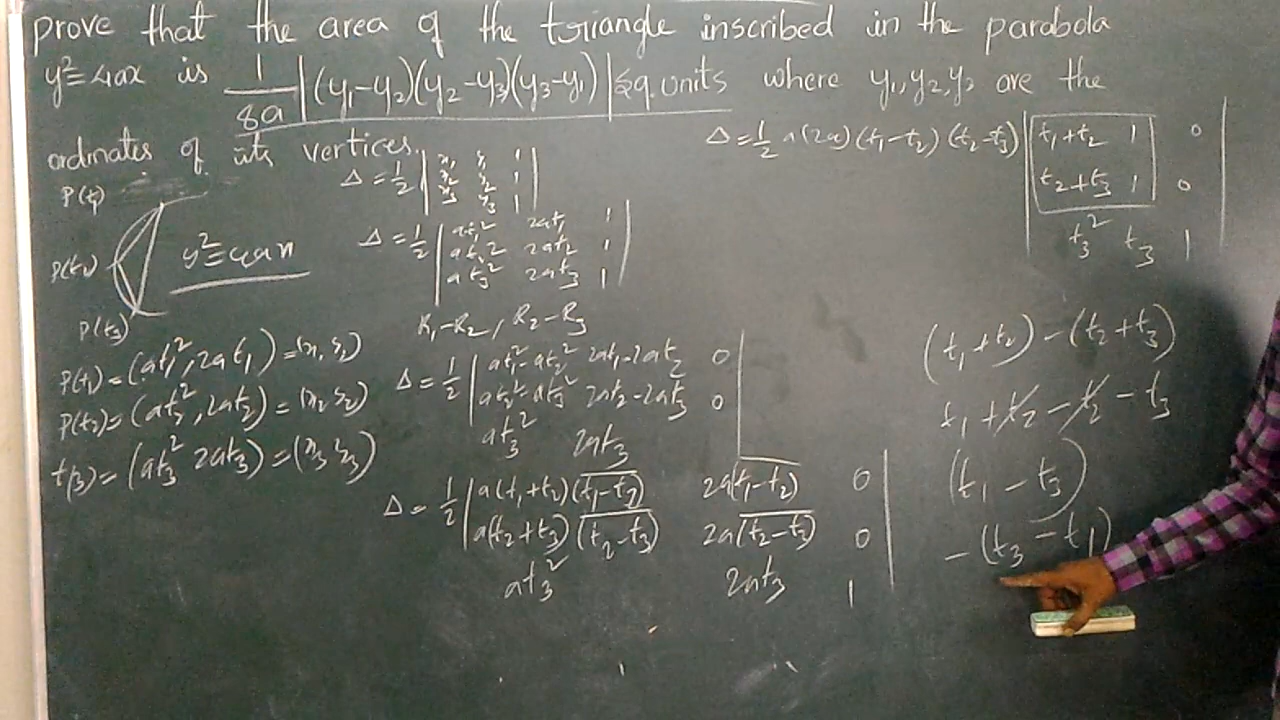 prove that the area of the triangle inscribed in the parabola
y²=4ax is 1/8a |(y₁-y₂)(y₂-y₃)(y₃-y₁)| sq.units where y₁,y₂,y₃ are the
ordinates of its vertices.
Δ = 1/2 | x₁ y₁ 1 |
| x₂ y₂ 1 |
| x₃ y₃ 1 |
P(t₁)
P(t₂)
P(t₃)
y²=4ax
Δ = 1/2 | at₁² 2at₁ 1 |
| at₂² 2at₂ 1 |
| at₃² 2at₃ 1 |
P(t₁) = (at₁², 2at₁) = (x₁ y₁)
P(t₂) = (at₂², 2at₂) = (x₂ y₂)
t(3) = (at₃² 2at₃) = (x₃ y₃)
R₁-R₂, R₂-R₃
Δ = 1/2 | at₁²-at₂² 2at₁-2at₂ 0 |
| at₂²-at₃² 2at₂-2at₃ 0 |
at₃² 2at₃
Δ = 1/2 | a(t₁+t₂)(t₁-t₂) 2a(t₁-t₂) 0 |
| a(t₂+t₃)(t₂-t₃) 2a(t₂-t₃) 0 |
at₃² 2at₃ 1
Δ = 1/2 a(2a)(t₁-t₂)(t₂-t₃) | t₁+t₂ 1 0 |
| t₂+t₃ 1 0 |
t₃² t₃ 1
(t₁+t₂)-(t₂+t₃)
t₁+t₂-t₂-t₃
(t₁-t₃)
-(t₃-t₁)